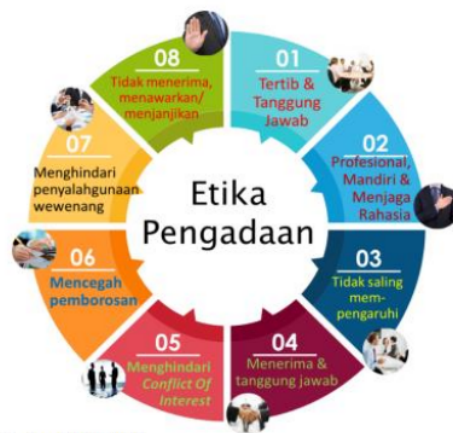 Etika
Pengadaan
01
Tertib &
Tanggung
Jawab
02
Profesional,
Mandiri &
Menjaga
Rahasia
03
Tidak saling
mem-
pengaruhi
04
Menerima &
tanggung jawab
05
Menghindari
Conflict Of
Interest
06
Mencegah
pemborosan
07
Menghindari
penyalahgunaan
wewenang
08
Tidak menerima,
menawarkan/
menjanjikan